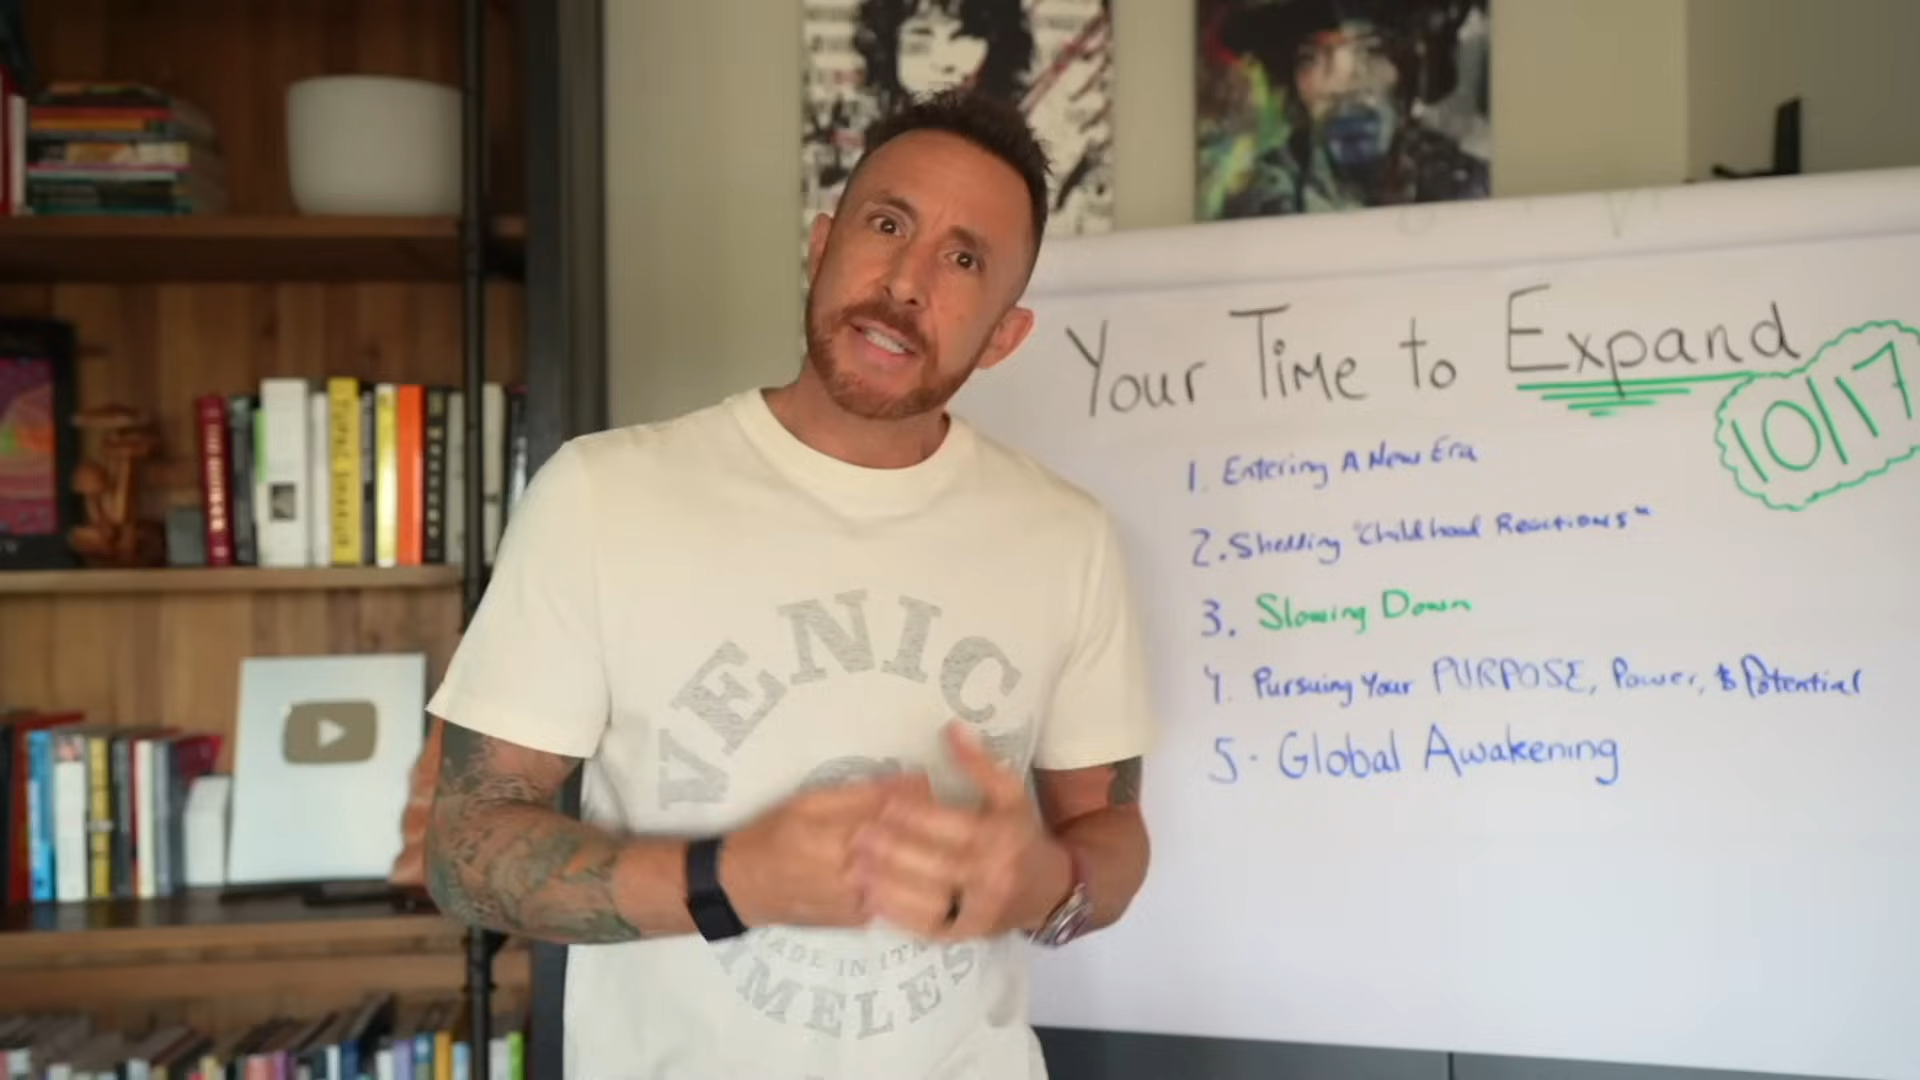 Your Time to Expand
10/17
1. Entering A New Era
2. Shedding "Childhood Reactions"
3. Slowing Down
4. Pursuing Your PURPOSE, Power, & Potential
5. Global Awakening
VENIC
MADE IN ITA
IMELES